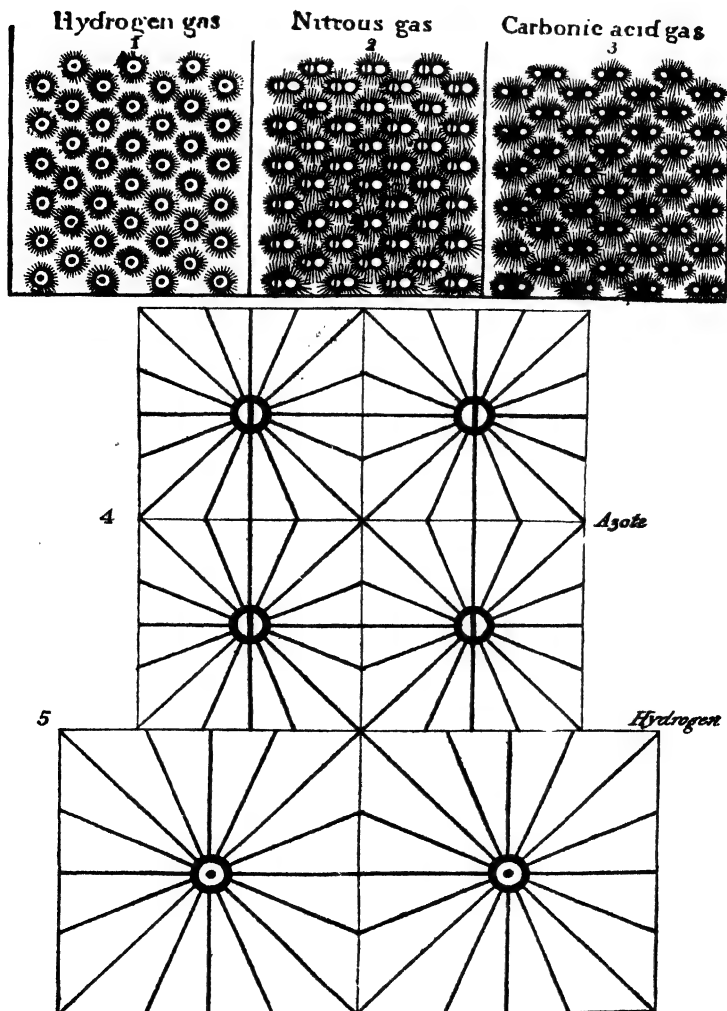 Hydrogen gas
1
Nitrous gas
2
Carbonic acid gas
3
4
Azote
5
Hydrogen